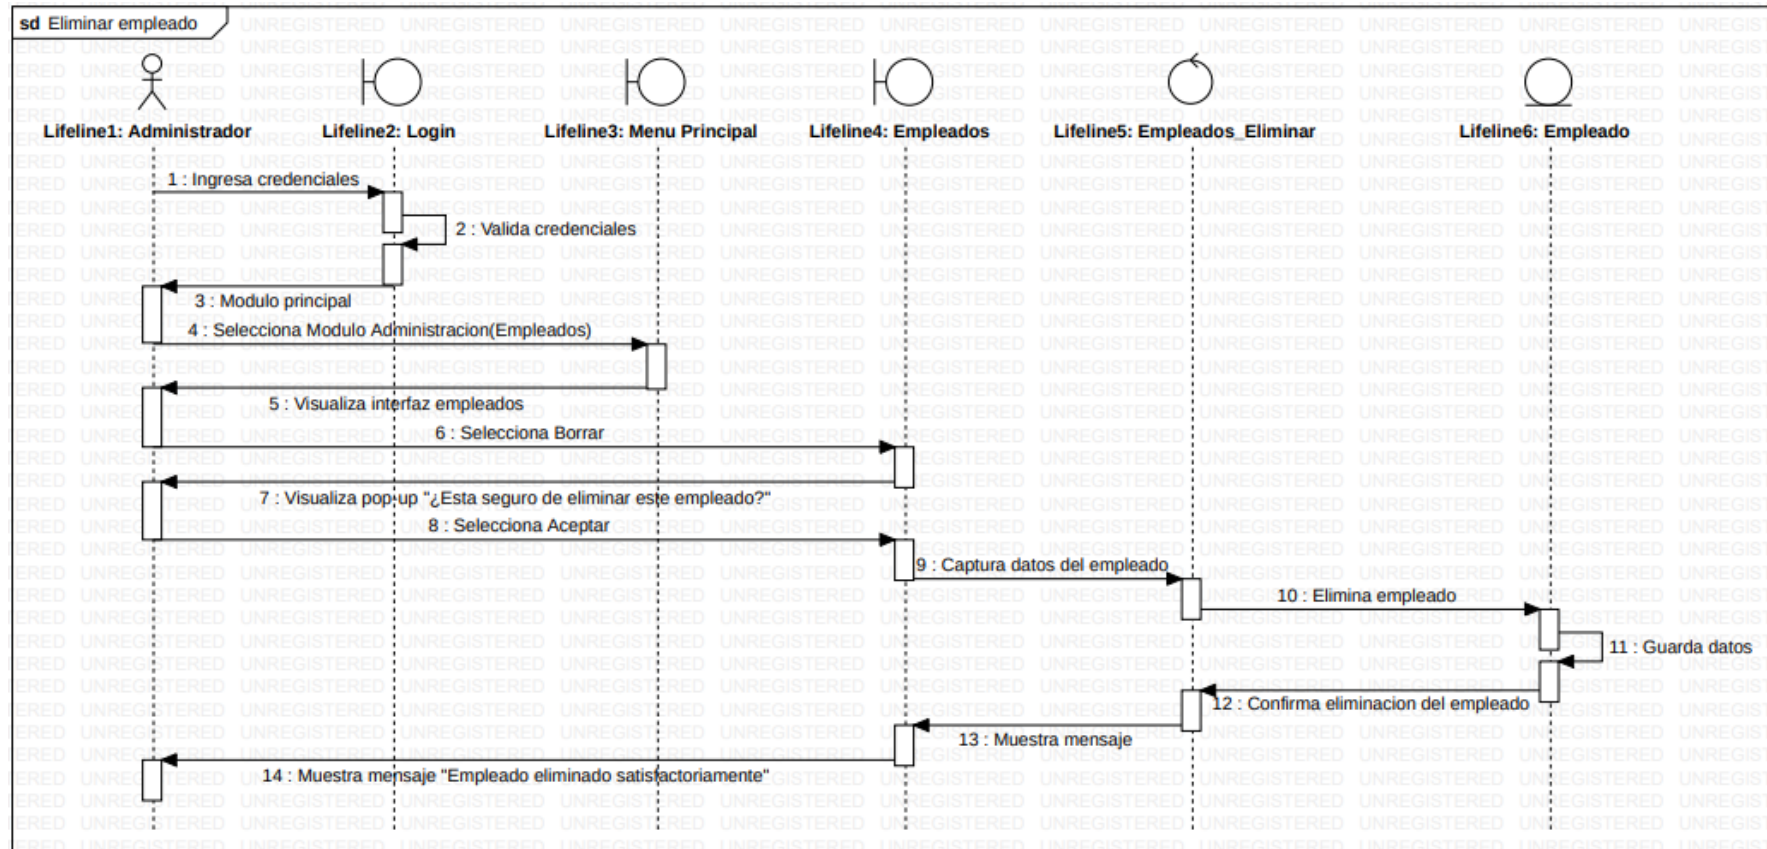 sd Eliminar empleado
Lifeline1: Administrador
Lifeline2: Login
Lifeline3: Menu Principal
Lifeline4: Empleados
Lifeline5: Empleados_Eliminar
Lifeline6: Empleado
1 : Ingresa credenciales
2 : Valida credenciales
3 : Modulo principal
4 : Selecciona Modulo Administracion(Empleados)
5 : Visualiza interfaz empleados
6 : Selecciona Borrar
7 : Visualiza pop-up "¿Esta seguro de eliminar este empleado?"
8 : Selecciona Aceptar
9 : Captura datos del empleado
10 : Elimina empleado
11 : Guarda datos
12 : Confirma eliminacion del empleado
13 : Muestra mensaje
14 : Muestra mensaje "Empleado eliminado satisfactoriamente"
UNREGISTERED